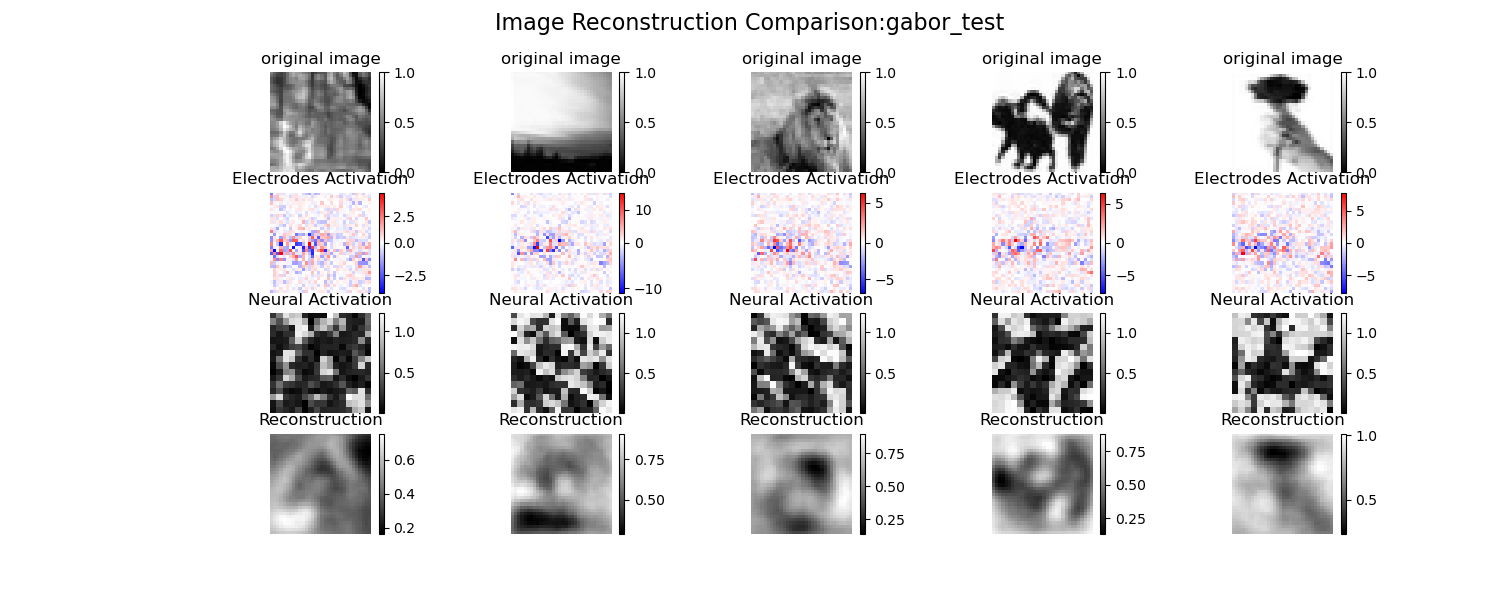 Image Reconstruction Comparison:gabor_test
original image original image original image original image original image
1.0 1.0 1.0 1.0 1.0
0.5 0.5 0.5 0.5 0.5
0.0 0.0 0.0 0.0 0.0
Electrodes Activation Electrodes Activation Electrodes Activation Electrodes Activation Electrodes Activation
2.5 10 5 5 5
0.0 0 0 0 0
−2.5 −10 −5 −5 −5
Neural Activation Neural Activation Neural Activation Neural Activation Neural Activation
1.0 1.0 1.0 1.0 1.0
0.5 0.5 0.5 0.5 0.5
Reconstruction Reconstruction Reconstruction Reconstruction Reconstruction
0.6 0.75 0.75 0.75 1.0
0.4 0.50 0.50 0.50 0.5
0.2 0.25 0.25